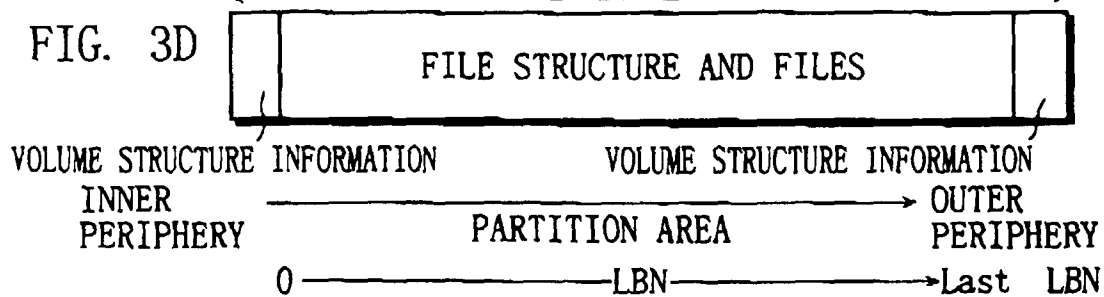 FIG. 3D
FILE STRUCTURE AND FILES
VOLUME STRUCTURE INFORMATION
VOLUME STRUCTURE INFORMATION
INNER
PERIPHERY
PARTITION AREA
OUTER
PERIPHERY
0
LBN
Last LBN